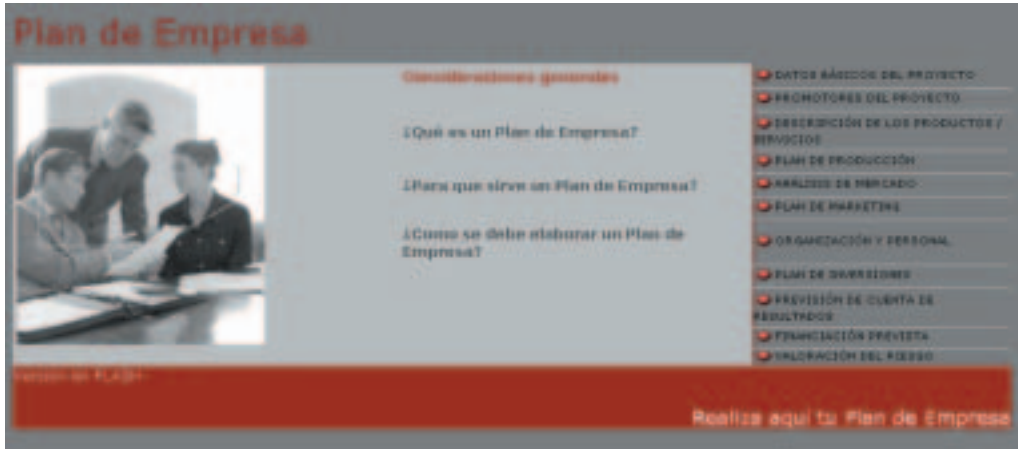 Plan de Empresa
Consideraciones generales
¿Qué es un Plan de Empresa?
¿Para que sirve un Plan de Empresa?
¿Como se debe elaborar un Plan de
Empresa?
DATOS BÁSICOS DEL PROYECTO
PROMOTORES DEL PROYECTO
DESCRIPCIÓN DE LOS PRODUCTOS /
SERVICIOS
PLAN DE PRODUCCIÓN
ANÁLISIS DE MERCADO
PLAN DE MARKETING
ORGANIZACIÓN Y PERSONAL
PLAN DE INVERSIONES
PREVISIÓN DE CUENTA DE
RESULTADOS
FINANCIACIÓN PREVISTA
VALORACIÓN DEL RIESGO
FLASH
Realiza aquí tu Plan de Empresa